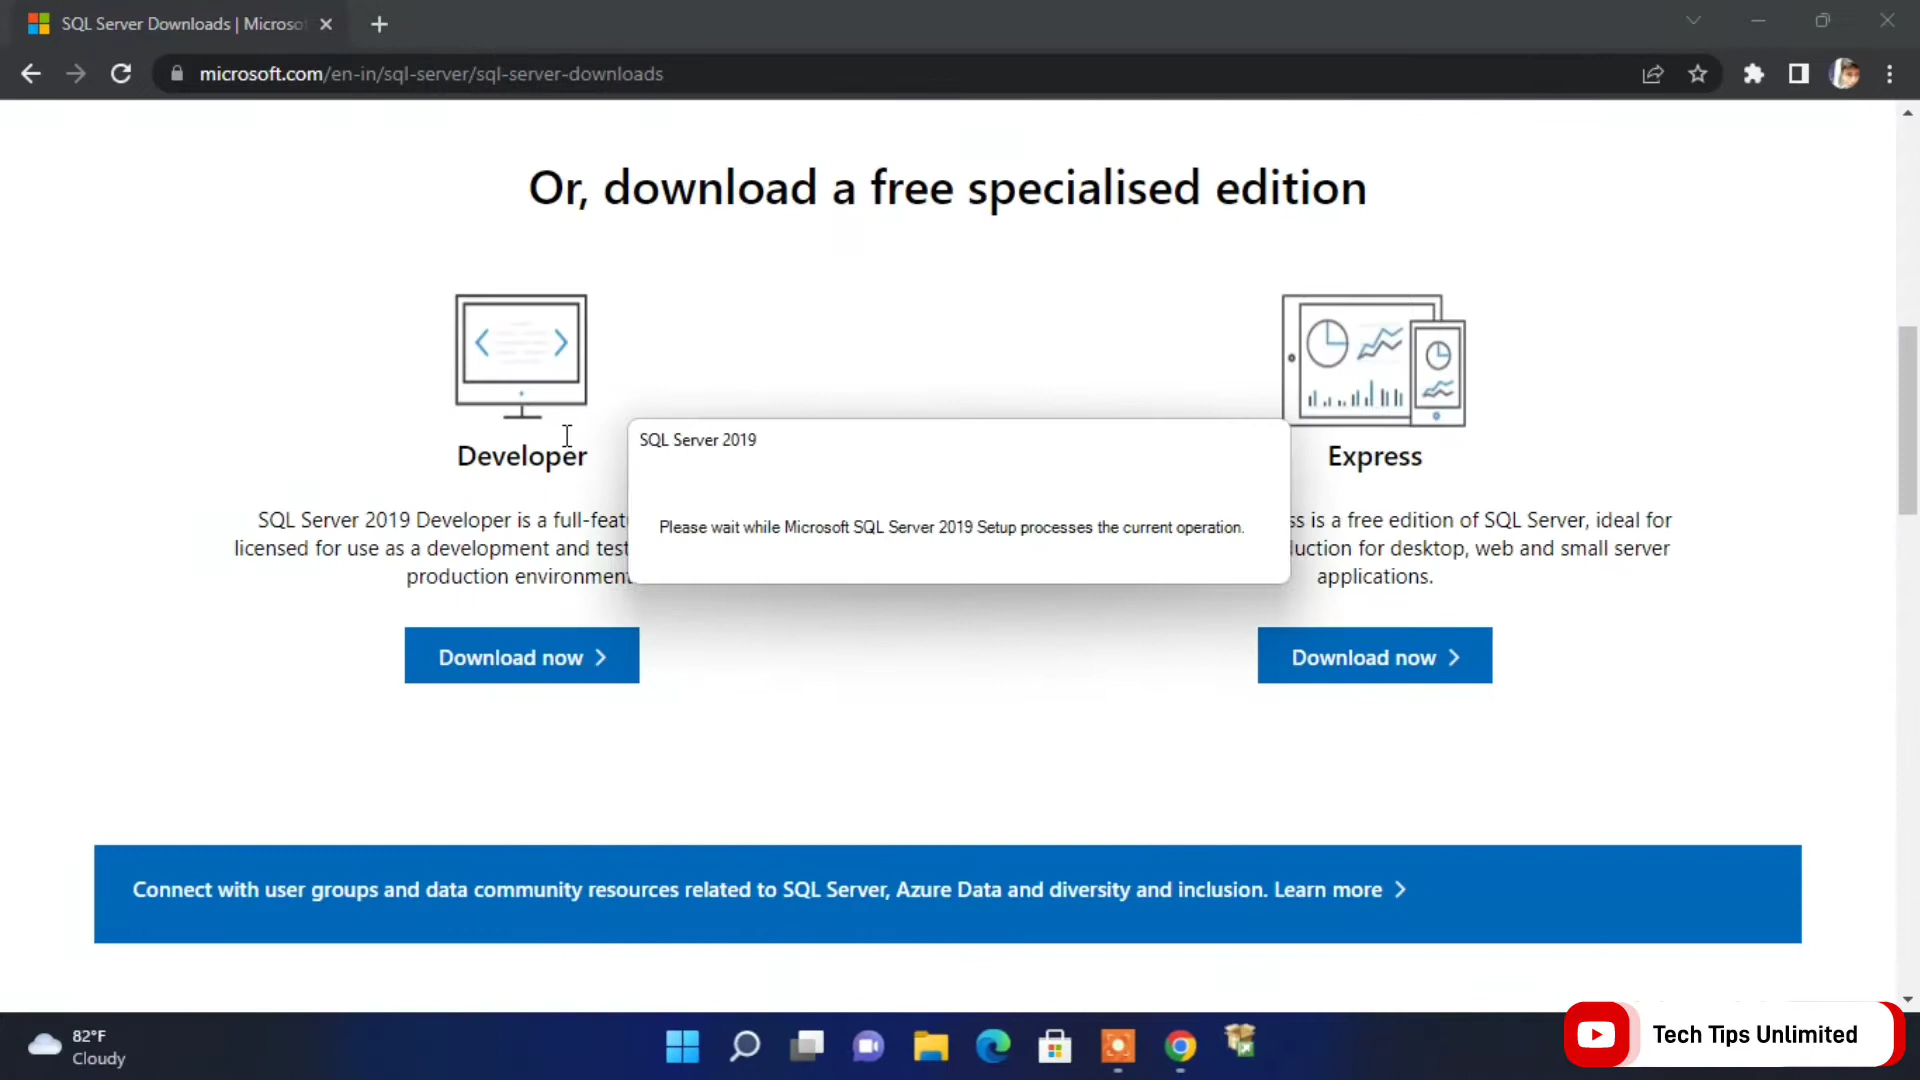 SQL Server Downloads | Microso
microsoft.com/en-in/sql-server/sql-server-downloads
Or, download a free specialised edition
Developer
Express
SQL Server 2019
Please wait while Microsoft SQL Server 2019 Setup processes the current operation.
SQL Server 2019 Developer is a full-feat
licensed for use as a development and test
production environment
ss is a free edition of SQL Server, ideal for
luction for desktop, web and small server
applications.
Download now
Download now
Connect with user groups and data community resources related to SQL Server, Azure Data and diversity and inclusion. Learn more
82°F
Cloudy
Tech Tips Unlimited